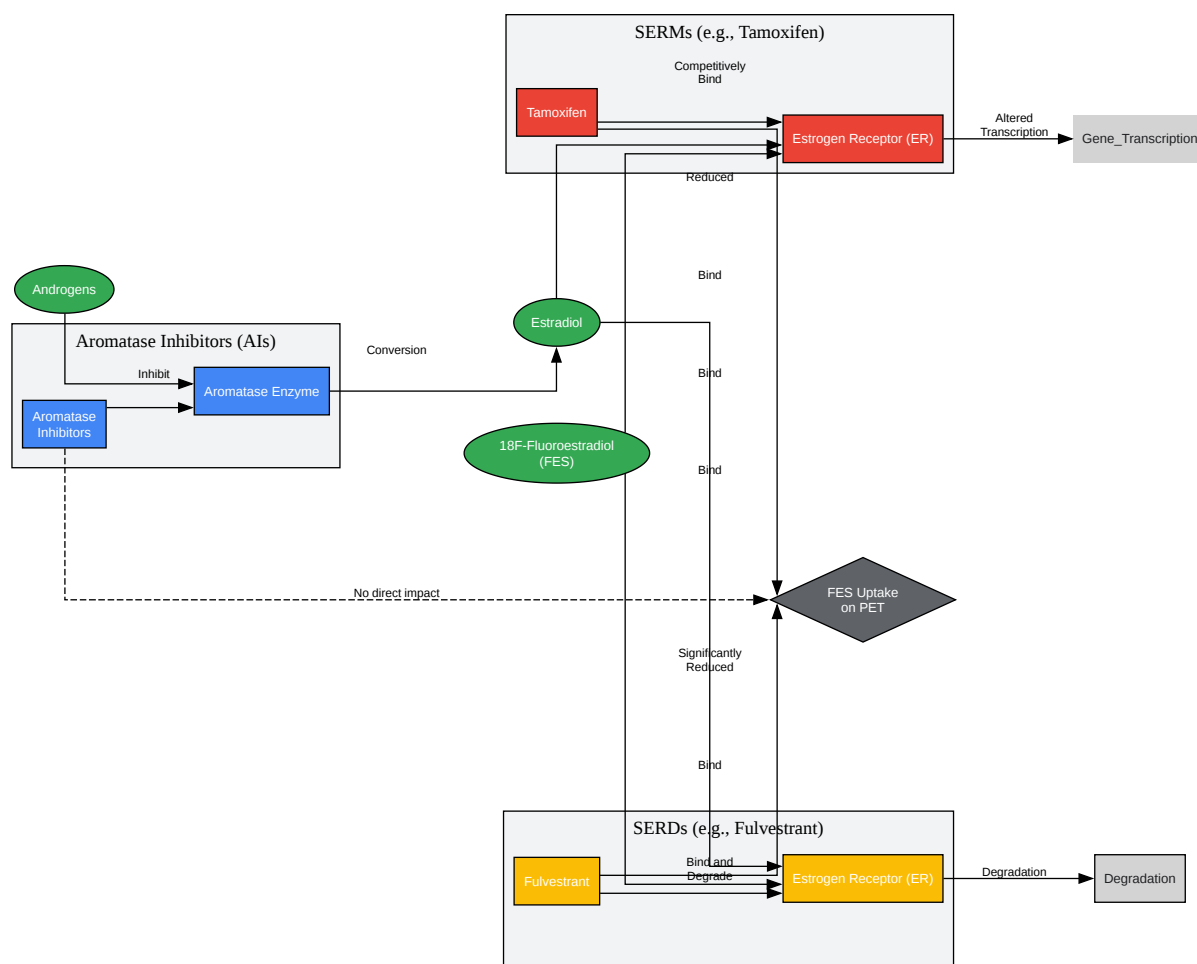 SERMs (e.g., Tamoxifen)
Competitively
Bind
Tamoxifen
Estrogen Receptor (ER)
Altered
Transcription
Gene_Transcription
Reduced
Bind
Androgens
Estradiol
Aromatase Inhibitors (AIs)
Conversion
Inhibit
Bind
Aromatase Enzyme
Aromatase
Inhibitors
18F-Fluoroestradiol
(FES)
Bind
No direct impact
FES Uptake
on PET
Significantly
Reduced
Bind
SERDs (e.g., Fulvestrant)
Bind and
Degrade
Fulvestrant
Estrogen Receptor (ER)
Degradation
Degradation